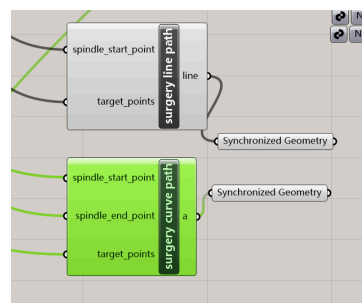 N
N
spindle_start_point
target_points
surgery line path
line
Synchronized Geometry
spindle_start_point
spindle_end_point
target_points
surgery curve path
a
Synchronized Geometry